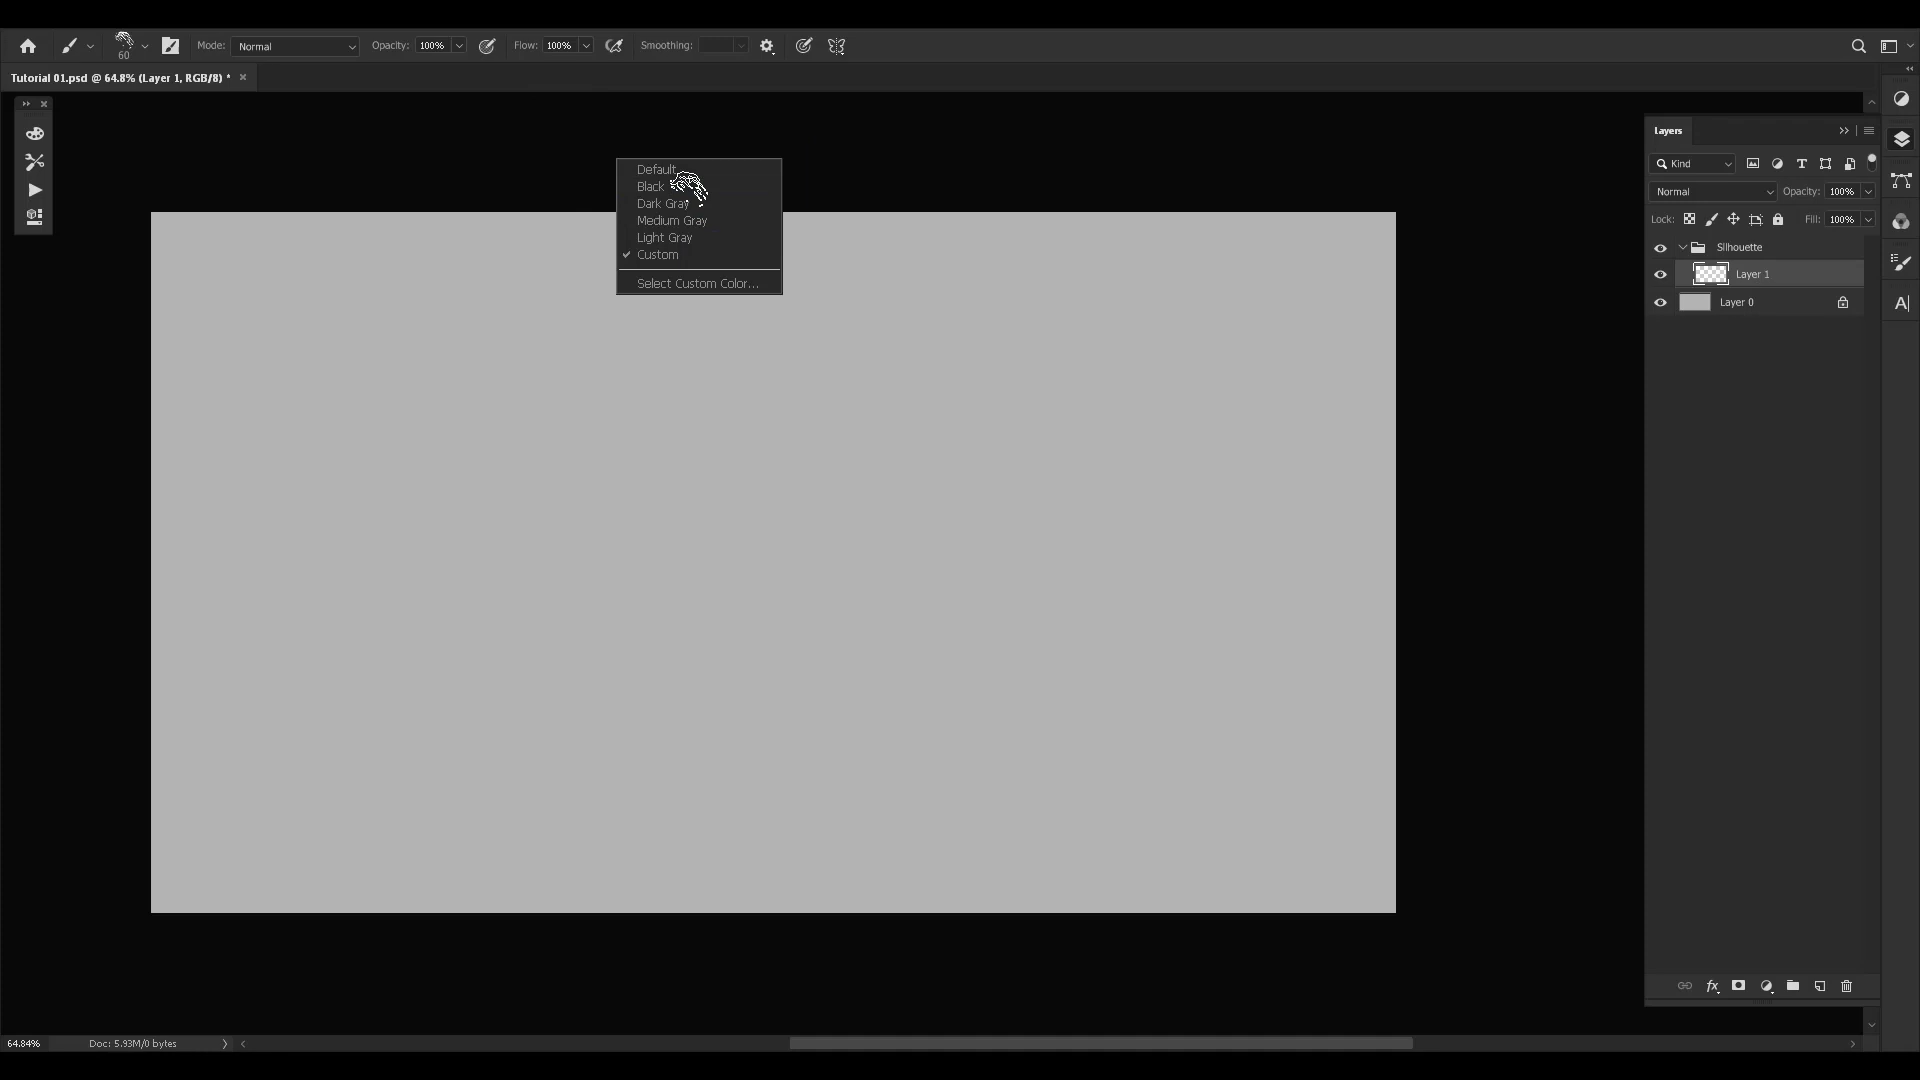 60
Mode: Normal
Opacity: 100%
Flow: 100%
Smoothing:
Tutorial 01.psd @ 64.8% (Layer 1, RGB/8) *
Default
Black
Dark Gray
Medium Gray
Light Gray
Custom
Select Custom Color...
Layers
Kind
Normal
Opacity: 100%
Lock:
Fill: 100%
Silhouette
Layer 1
Layer 0
64.84%
Doc: 5.93M/0 bytes